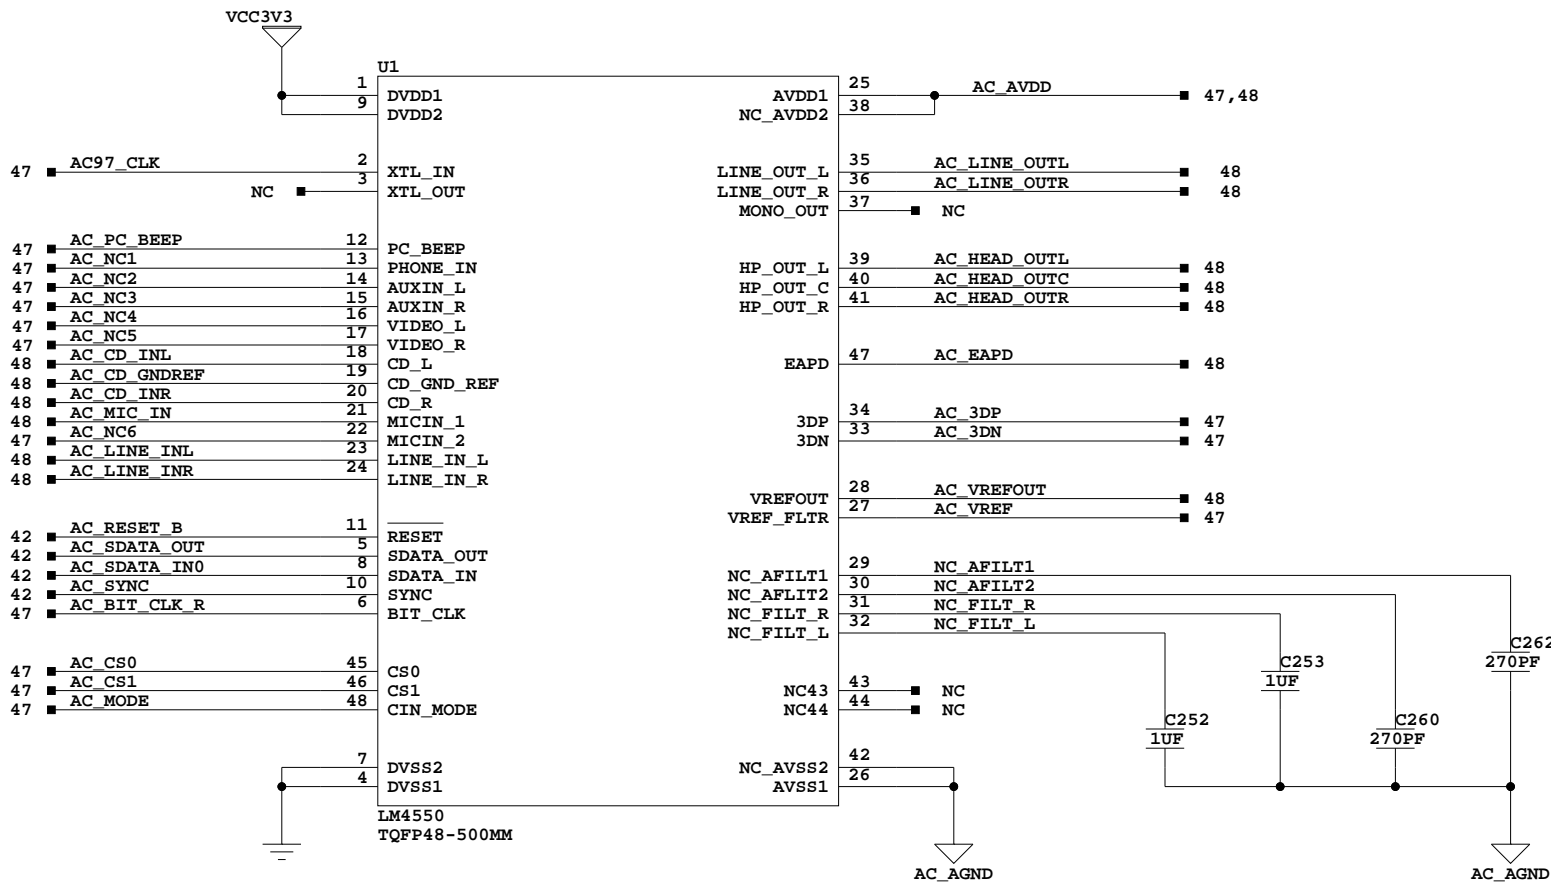 VCC3V3
U1
1 DVDD1 AVDD1 25 AC_AVDD 47,48
9 DVDD2 NC_AVDD2 38
47 AC97_CLK 2 XTL_IN LINE_OUT_L 35 AC_LINE_OUTL 48
NC 3 XTL_OUT LINE_OUT_R 36 AC_LINE_OUTR 48
MONO_OUT 37 NC
47 AC_PC_BEEP 12 PC_BEEP
47 AC_NC1 13 PHONE_IN HP_OUT_L 39 AC_HEAD_OUTL 48
47 AC_NC2 14 AUXIN_L HP_OUT_C 40 AC_HEAD_OUTC 48
47 AC_NC3 15 AUXIN_R HP_OUT_R 41 AC_HEAD_OUTR 48
47 AC_NC4 16 VIDEO_L
47 AC_NC5 17 VIDEO_R
48 AC_CD_INL 18 CD_L EAPD 47 AC_EAPD 48
48 AC_CD_GNDREF 19 CD_GND_REF
48 AC_CD_INR 20 CD_R
48 AC_MIC_IN 21 MICIN_1 3DP 34 AC_3DP 47
47 AC_NC6 22 MICIN_2 3DN 33 AC_3DN 47
48 AC_LINE_INL 23 LINE_IN_L
48 AC_LINE_INR 24 LINE_IN_R
VREFOUT 28 AC_VREFOUT 48
VREF_FLTR 27 AC_VREF 47
42 AC_RESET_B 11 RESET
42 AC_SDATA_OUT 5 SDATA_OUT
42 AC_SDATA_IN0 8 SDATA_IN NC_AFILT1 29 NC_AFILT1
42 AC_SYNC 10 SYNC NC_AFLIT2 30 NC_AFILT2
47 AC_BIT_CLK_R 6 BIT_CLK NC_FILT_R 31 NC_FILT_R
NC_FILT_L 32 NC_FILT_L
C262
270PF
C253
1UF
47 AC_CS0 45 CS0
47 AC_CS1 46 CS1 NC43 43 NC
47 AC_MODE 48 CIN_MODE NC44 44 NC
C252
1UF
C260
270PF
7 DVSS2 NC_AVSS2 42
4 DVSS1 AVSS1 26
LM4550
TQFP48-500MM
AC_AGND
AC_AGND